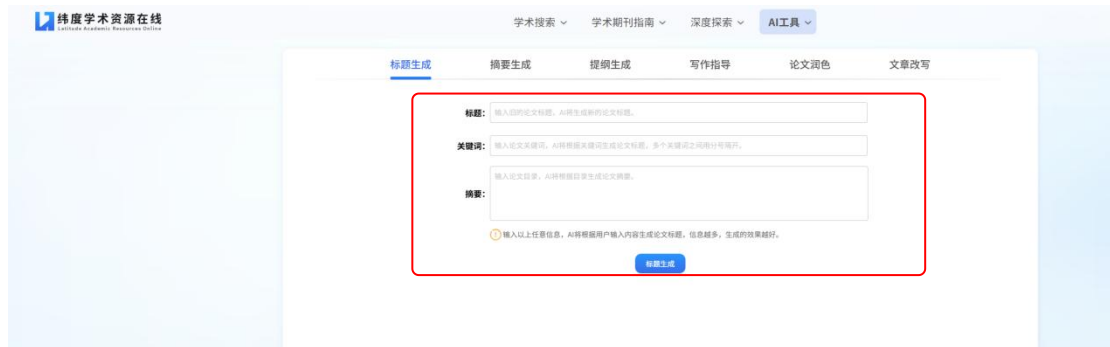 纬度学术资源在线
Latitude Academic Resources Online
学术搜索 学术期刊指南 深度探索 AI工具
标题生成 摘要生成 提纲生成 写作指导 论文润色 文章改写
标题: 输入旧的论文标题，AI将生成新的论文标题。
关键词: 输入论文关键词，AI将根据关键词生成论文标题，多个关键词之间用分号隔开。
摘要: 输入论文目录，AI将根据目录生成论文摘要。
输入以上任意信息，AI将根据用户输入内容生成论文标题，信息越多，生成的效果越好。
标题生成